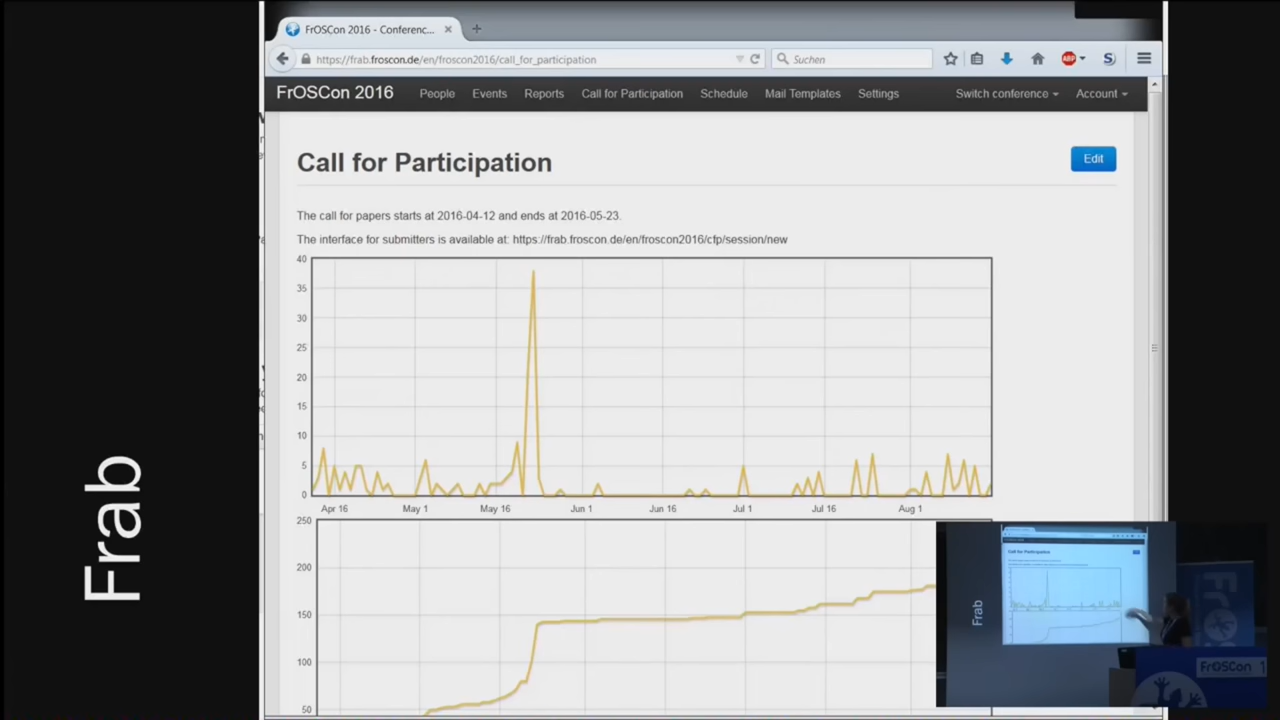 FrOSCon 2016 - Conferenc...
https://frab.froscon.de/en/froscon2016/call_for_participation
Suchen
ABP
S
FrOSCon 2016 People Events Reports Call for Participation Schedule Mail Templates Settings Switch conference Account
Call for Participation
Edit
The call for papers starts at 2016-04-12 and ends at 2016-05-23.
The interface for submitters is available at: https://frab.froscon.de/en/froscon2016/cfp/session/new
40
35
30
25
20
15
10
5
0
Apr 16 May 1 May 16 Jun 1 Jun 16 Jul 1 Jul 16 Aug 1
250
200
150
100
50
Frab
Call for Participation
Frab
FrOSCon